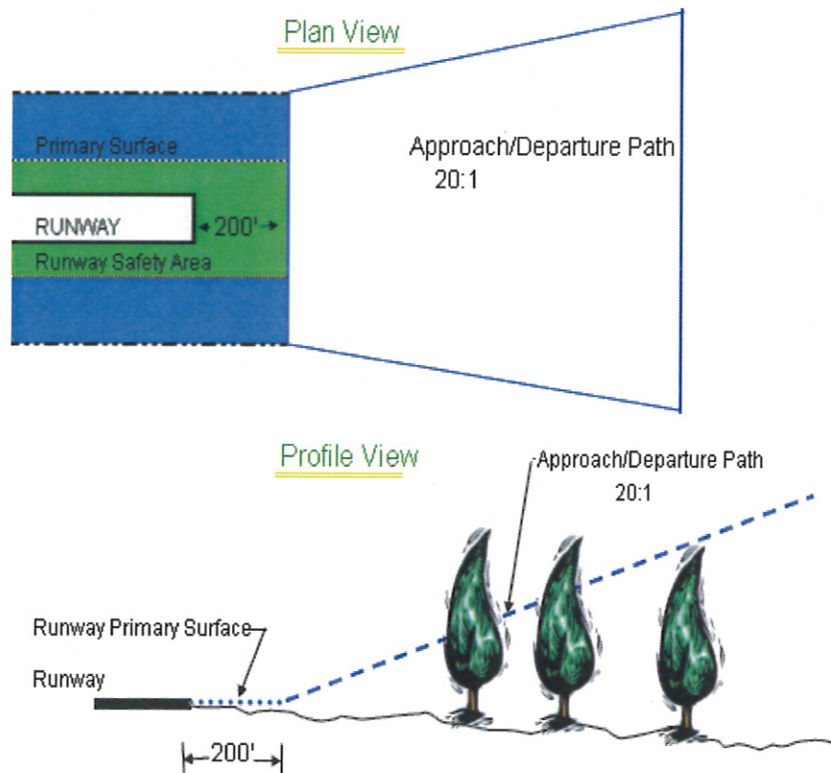 Plan View
Primary Surface
Approach/Departure Path
20:1
RUNWAY
200'
Runway Safety Area
Profile View
Approach/Departure Path
20:1
Runway Primary Surface
Runway
200'